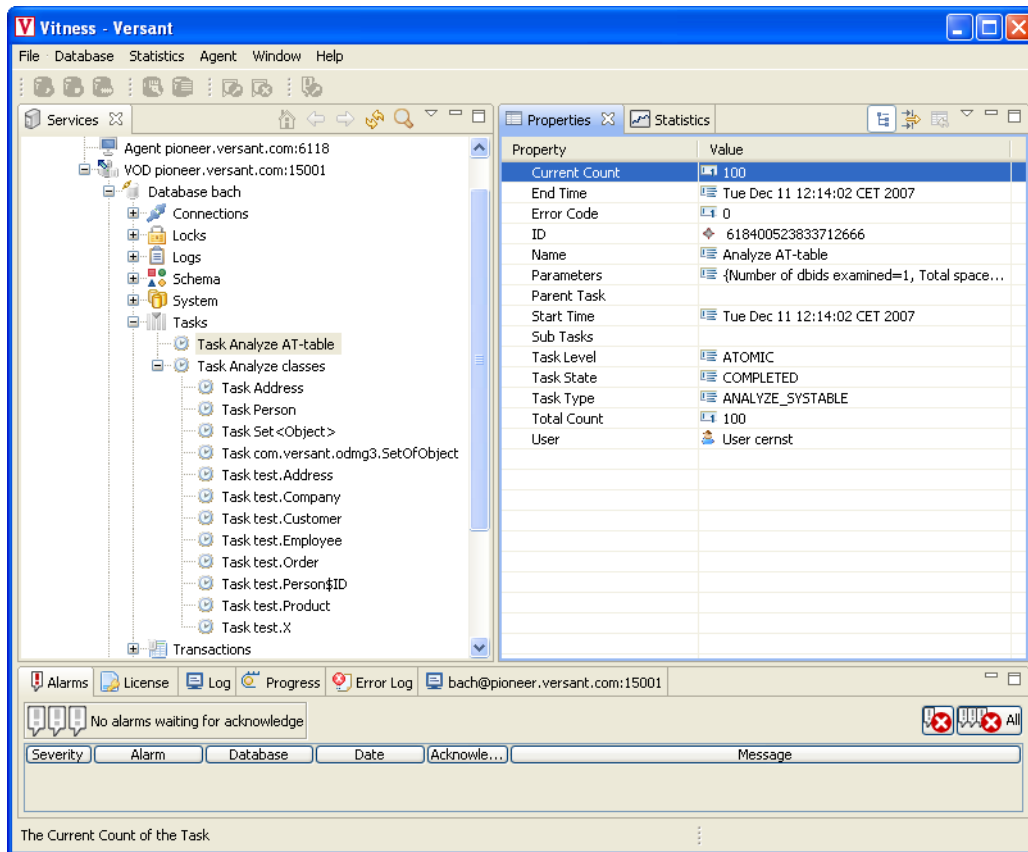 Vitness - Versant
File Database Statistics Agent Window Help
Services
Agent pioneer.versant.com:6118
VOD pioneer.versant.com:15001
Database bach
Connections
Locks
Logs
Schema
System
Tasks
Task Analyze AT-table
Task Analyze classes
Task Address
Task Person
Task Set<Object>
Task com.versant.odmg3.SetOfObject
Task test.Address
Task test.Company
Task test.Customer
Task test.Employee
Task test.Order
Task test.Person$ID
Task test.Product
Task test.X
Transactions
Properties Statistics
Property Value
Current Count 100
End Time Tue Dec 11 12:14:02 CET 2007
Error Code 0
ID 618400523833712666
Name Analyze AT-table
Parameters {Number of dbids examined=1, Total space...
Parent Task
Start Time Tue Dec 11 12:14:02 CET 2007
Sub Tasks
Task Level ATOMIC
Task State COMPLETED
Task Type ANALYZE_SYSTABLE
Total Count 100
User User cernst
Alarms License Log Progress Error Log bach@pioneer.versant.com:15001
No alarms waiting for acknowledge All
Severity Alarm Database Date Acknowle... Message
The Current Count of the Task